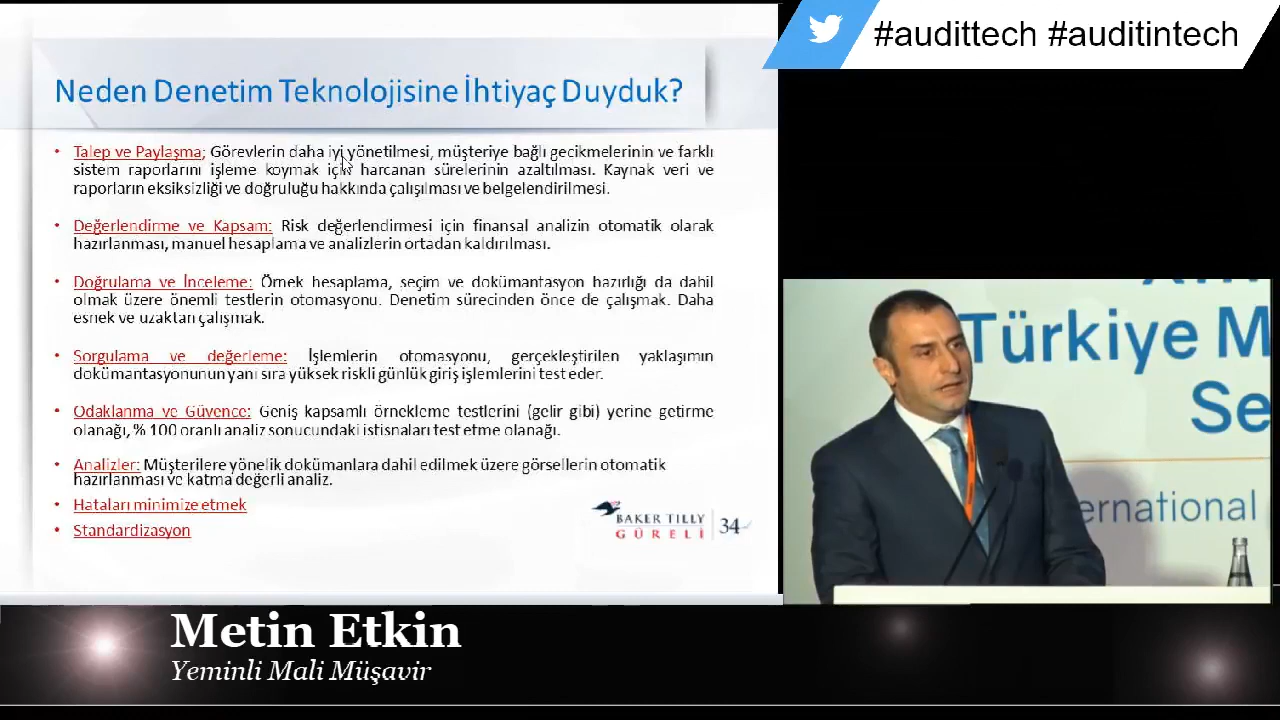 #audittech #auditintech
Neden Denetim Teknolojisine İhtiyaç Duyduk?
• Talep ve Paylaşma; Görevlerin daha iyi yönetilmesi, müşteriye bağlı gecikmelerinin ve farklı
sistem raporlarını işleme koymak için harcanan sürelerinin azaltılması. Kaynak veri ve
raporların eksiksizliği ve doğruluğu hakkında çalışılması ve belgelendirilmesi.
• Değerlendirme ve Kapsam: Risk değerlendirmesi için finansal analizin otomatik olarak
hazırlanması, manuel hesaplama ve analizlerin ortadan kaldırılması.
• Doğrulama ve İnceleme: Örnek hesaplama, seçim ve dokümantasyon hazırlığı da dahil
olmak üzere önemli testlerin otomasyonu. Denetim sürecinden önce de çalışmak. Daha
esnek ve uzaktan çalışmak.
• Sorgulama ve değerleme: İşlemlerin otomasyonu, gerçekleştirilen yaklaşımın
dokümantasyonunun yanı sıra yüksek riskli günlük giriş işlemlerini test eder.
• Odaklanma ve Güvence: Geniş kapsamlı örnekleme testlerini (gelir gibi) yerine getirme
olanağı, % 100 oranlı analiz sonucundaki istisnaları test etme olanağı.
• Analizler: Müşterilere yönelik dokümanlara dahil edilmek üzere görsellerin otomatik
hazırlanması ve katma değerli analiz.
• Hataları minimize etmek
• Standardizasyon
BAKER TILLY
GÜRELİ
34
Türkiye M
Se
ernational
Metin Etkin
Yeminli Mali Müşavir